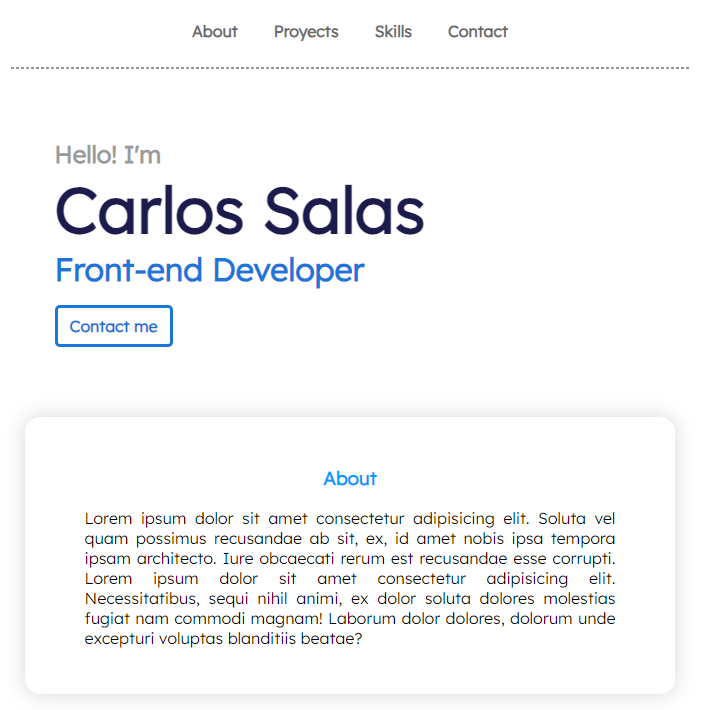 About Proyects Skills Contact
Hello! I'm
Carlos Salas
Front-end Developer
Contact me
About
Lorem ipsum dolor sit amet consectetur adipisicing elit. Soluta vel
quam possimus recusandae ab sit, ex, id amet nobis ipsa tempora
ipsam architecto. Iure obcaecati rerum est recusandae esse corrupti.
Lorem ipsum dolor sit amet consectetur adipisicing elit.
Necessitatibus, sequi nihil animi, ex dolor soluta dolores molestias
fugiat nam commodi magnam! Laborum dolor dolores, dolorum unde
excepturi voluptas blanditiis beatae?